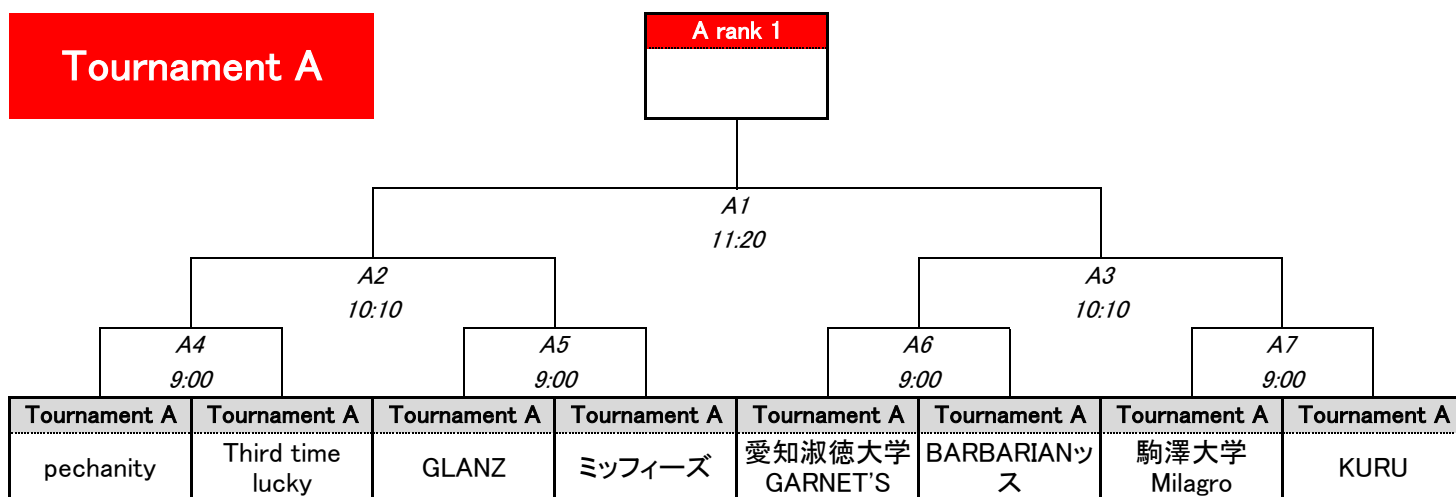 Tournament A
A rank 1
A1
11:20
A2
A3
10:10
10:10
A4
A5
A6
A7
9:00
9:00
9:00
9:00
Tournament A
Tournament A
Tournament A
Tournament A
Tournament A
Tournament A
Tournament A
Tournament A
pechanity
Third time
lucky
GLANZ
ミッフィーズ
愛知淑徳大学
GARNET'S
BARBARIANッ
ス
駒澤大学
Milagro
KURU